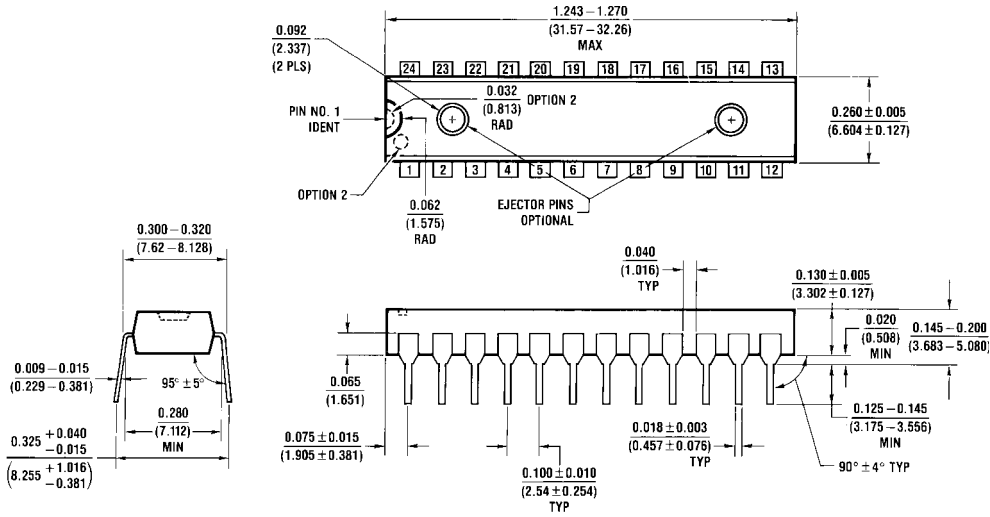 1.243 – 1.270
(31.57 – 32.26)
MAX
0.092
(2.337)
(2 PLS)
24 23 22 21 20 19 18 17 16 15 14 13
0.032
(0.813)
RAD
OPTION 2
PIN NO. 1
IDENT
0.260 ± 0.005
(6.604 ± 0.127)
1 2 3 4 5 6 7 8 9 10 11 12
OPTION 2
0.062
(1.575)
RAD
EJECTOR PINS
OPTIONAL
0.300 – 0.320
(7.62 – 8.128)
0.040
(1.016)
TYP
0.130 ± 0.005
(3.302 ± 0.127)
0.020
(0.508)
MIN
0.145 – 0.200
(3.683 – 5.080)
0.009 – 0.015
(0.229 – 0.381)
95° ± 5°
0.280
(7.112)
MIN
0.325 +0.040 −0.015
(8.255 +1.016 −0.381)
0.065
(1.651)
0.075 ± 0.015
(1.905 ± 0.381)
0.100 ± 0.010
(2.54 ± 0.254)
TYP
0.018 ± 0.003
(0.457 ± 0.076)
TYP
0.125 – 0.145
(3.175 – 3.556)
MIN
90° ± 4° TYP